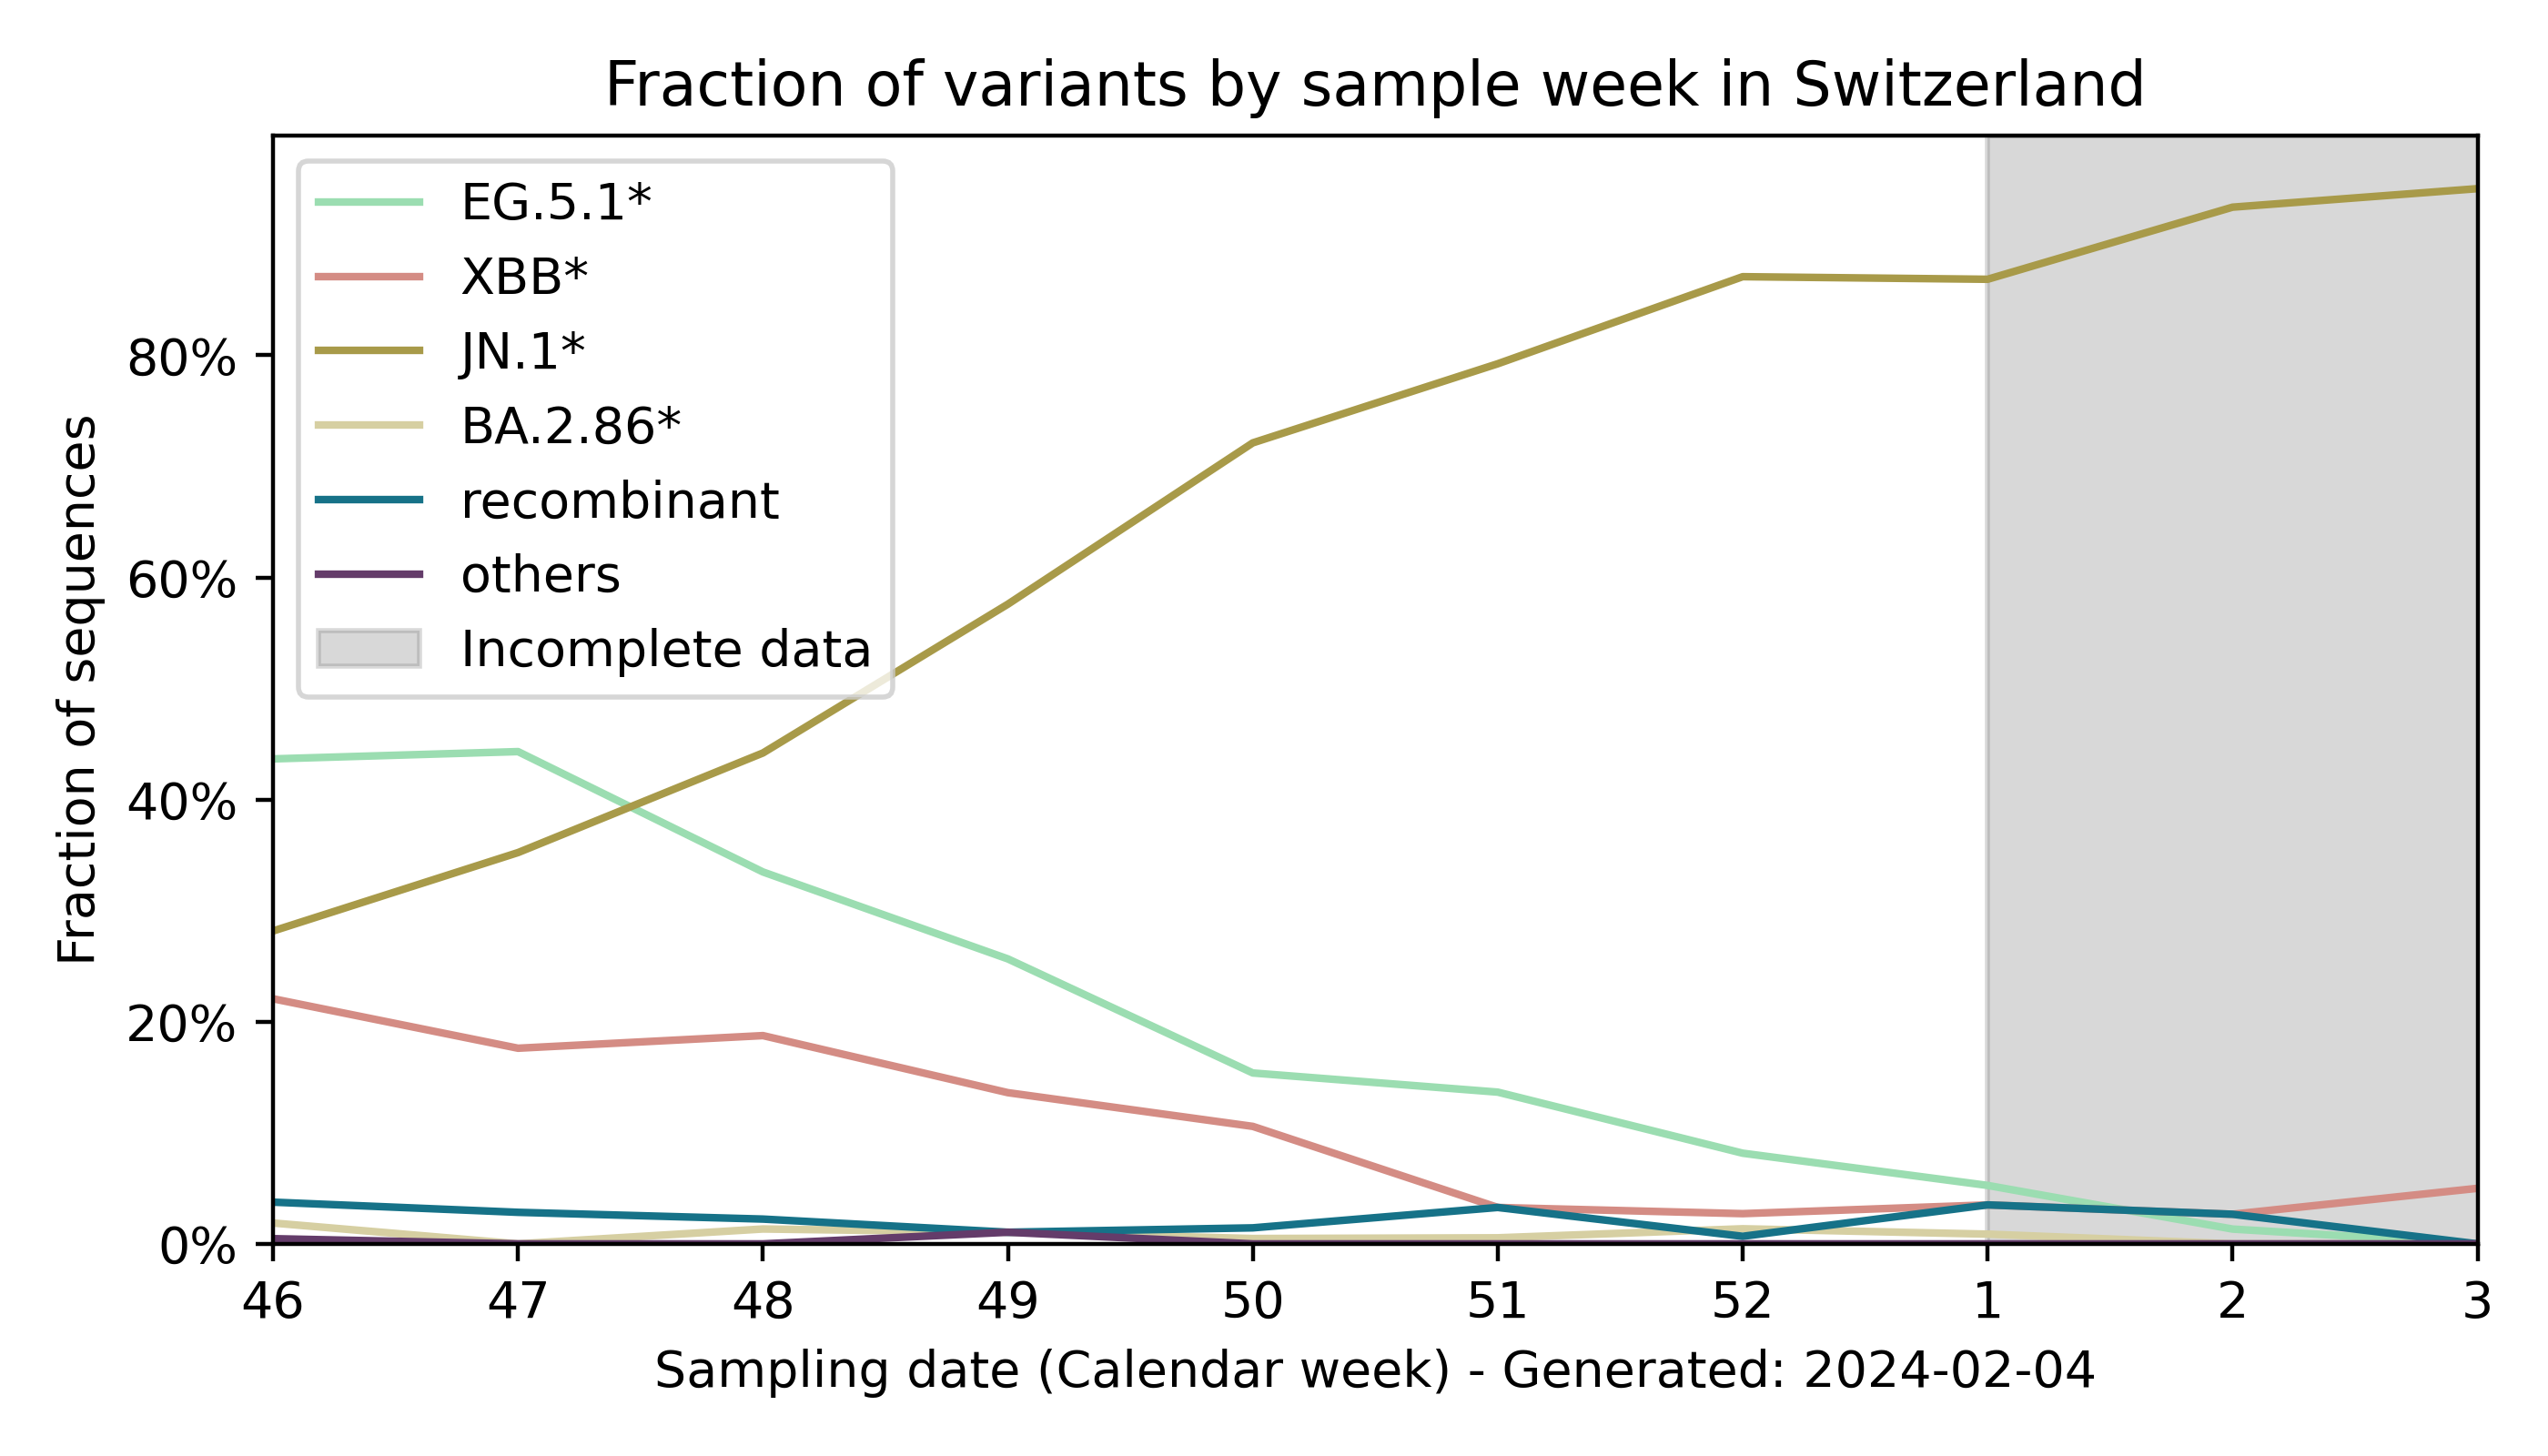 Fraction of variants by sample week in Switzerland
EG.5.1*
XBB*
JN.1*
BA.2.86*
recombinant
others
Incomplete data
Fraction of sequences
80%
60%
40%
20%
0%
46 47 48 49 50 51 52 1 2 3
Sampling date (Calendar week) - Generated: 2024-02-04